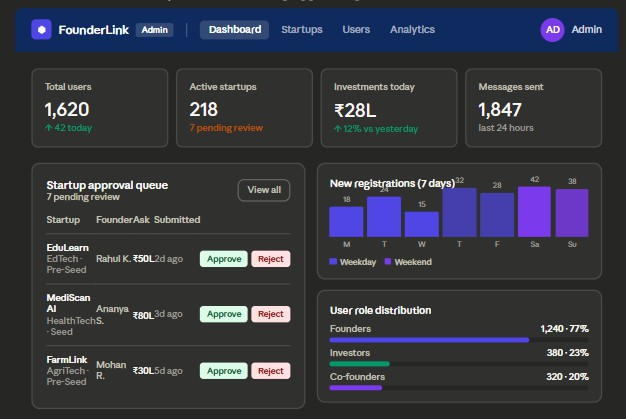 FounderLink Admin Dashboard Startups Users Analytics AD Admin
Total users
1,620
↑ 42 today
Active startups
218
7 pending review
Investments today
₹28L
↑ 12% vs yesterday
Messages sent
1,847
last 24 hours
Startup approval queue
7 pending review
View all
Startup Founder Ask Submitted
EduLearn
EdTech ·
Pre-Seed
Rahul K. ₹50L 2d ago Approve Reject
MediScan
AI
HealthTech
· Seed
Ananya
S.
₹80L 3d ago Approve Reject
FarmLink
AgriTech ·
Pre-Seed
Mohan
R.
₹30L 5d ago Approve Reject
New registrations (7 days)
18 24 15 32 28 42 38
M T W T F Sa Su
Weekday Weekend
User role distribution
Founders 1,240 · 77%
Investors 380 · 23%
Co-founders 320 · 20%